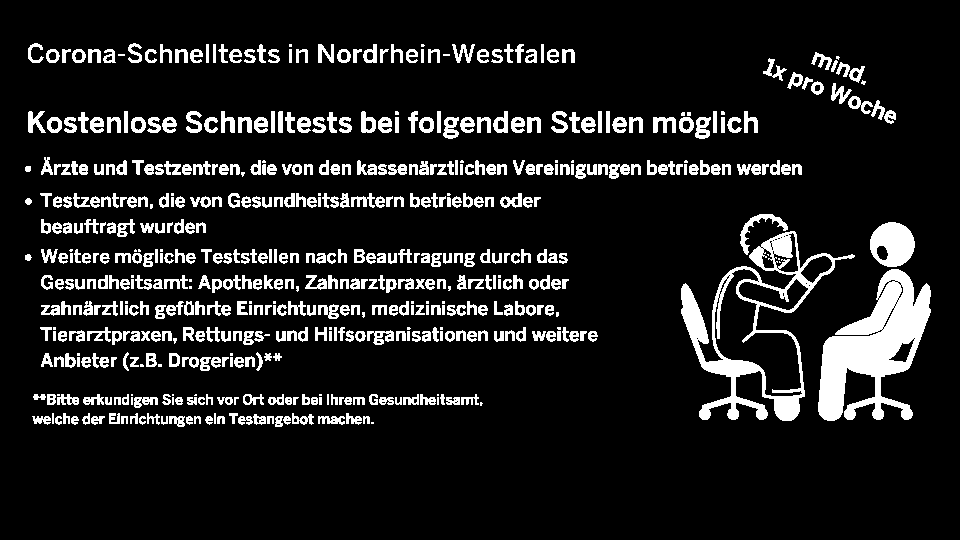 Corona-Schnelltests in Nordrhein-Westfalen
mind.
1x pro Woche
Kostenlose Schnelltests bei folgenden Stellen möglich
• Ärzte und Testzentren, die von den kassenärztlichen Vereinigungen betrieben werden
• Testzentren, die von Gesundheitsämtern betrieben oder
beauftragt wurden
• Weitere mögliche Teststellen nach Beauftragung durch das
Gesundheitsamt: Apotheken, Zahnarztpraxen, ärztlich oder
zahnärztlich geführte Einrichtungen, medizinische Labore,
Tierarztpraxen, Rettungs- und Hilfsorganisationen und weitere
Anbieter (z.B. Drogerien)**
**Bitte erkundigen Sie sich vor Ort oder bei Ihrem Gesundheitsamt,
welche der Einrichtungen ein Testangebot machen.